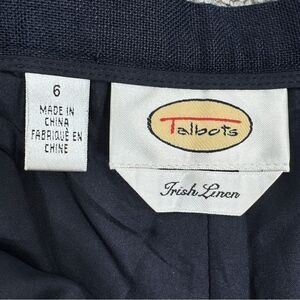 6
MADE IN
CHINA
FABRIQUÉ EN
CHINE
Talbots
Irish Linen